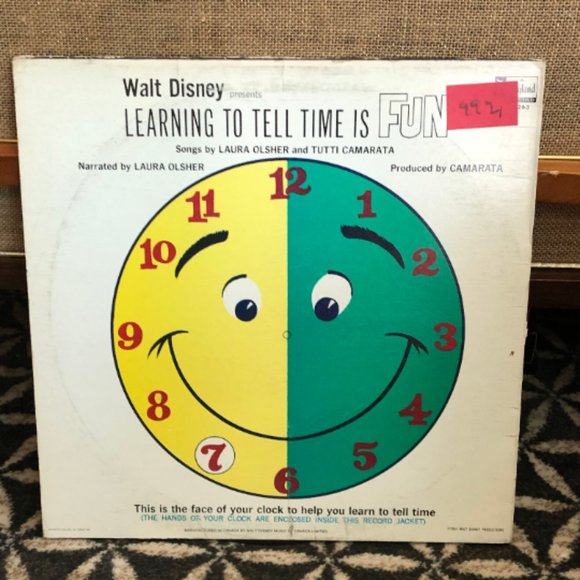 Walt Disney presents
LEARNING TO TELL TIME IS FUN
Songs by LAURA OLSHER and TUTTI CAMARATA
Narrated by LAURA OLSHER
Produced by CAMARATA
12
11 1
10 2
9 3
8 4
7 5
6
This is the face of your clock to help you learn to tell time
(THE HANDS OF YOUR CLOCK ARE ENCLOSED INSIDE THIS RECORD JACKET)